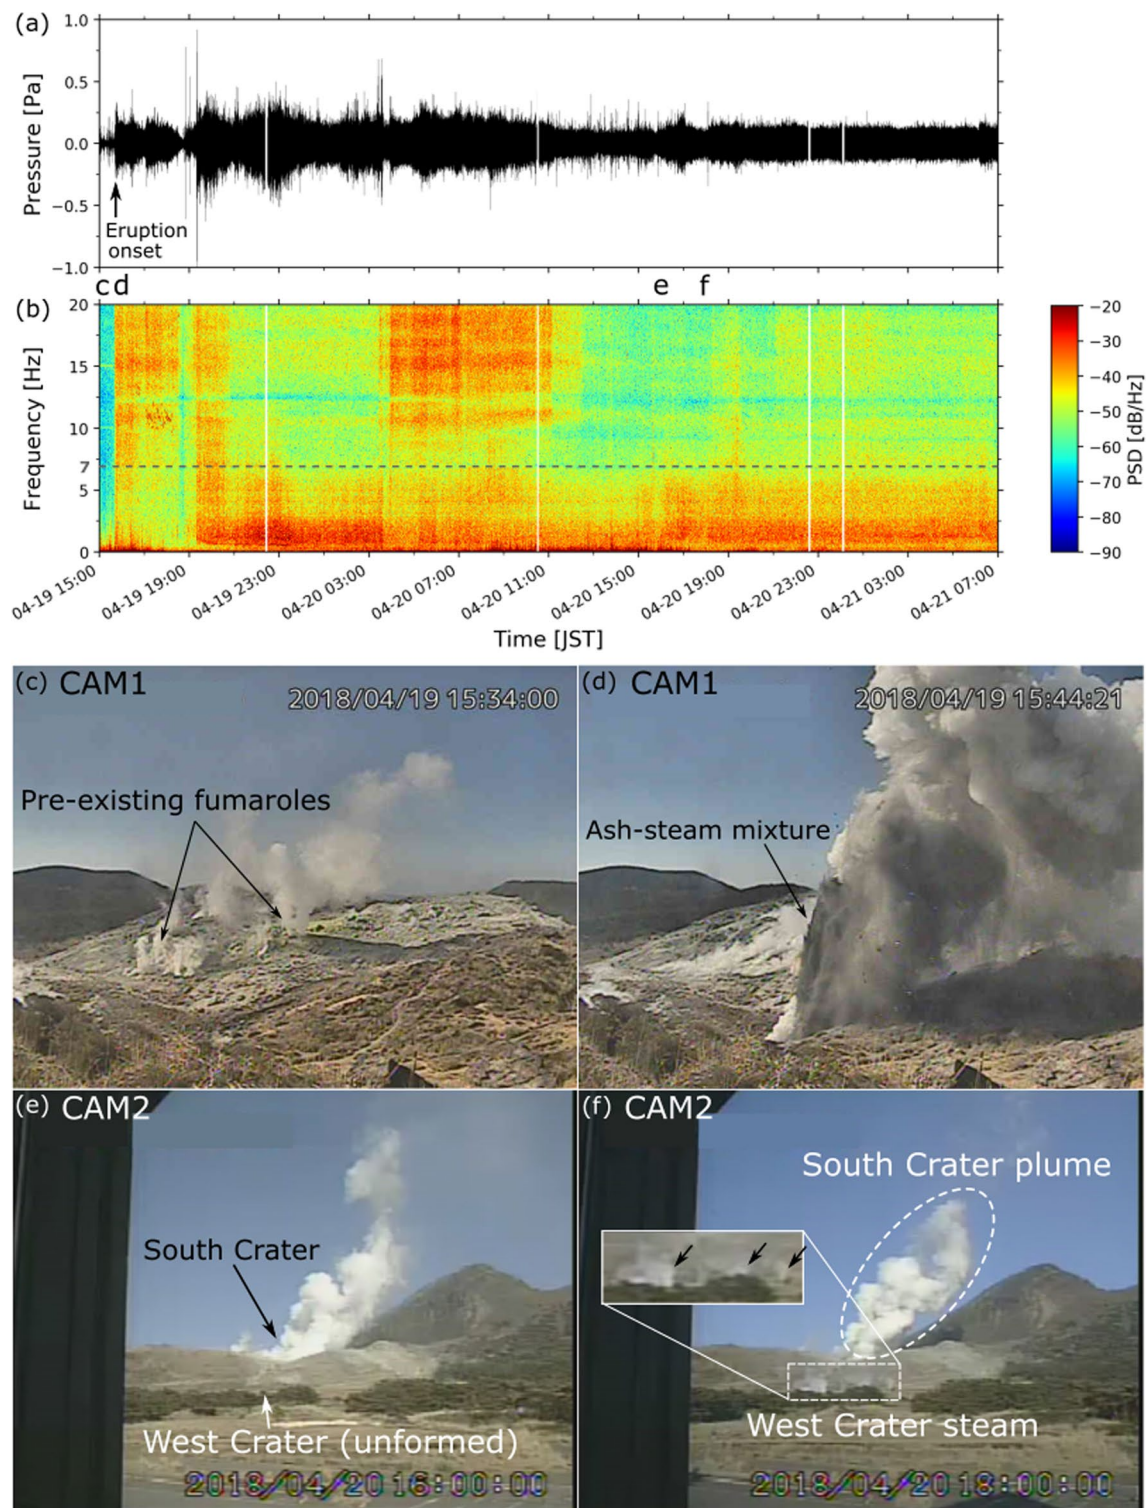 (a)
1.0
0.5
0.0
−0.5
−1.0
Pressure [Pa]
Eruption
onset
c d e f
(b)
20
15
10
7
5
0
Frequency [Hz]
04-19 15:00
04-19 19:00
04-19 23:00
04-20 03:00
04-20 07:00
04-20 11:00
04-20 15:00
04-20 19:00
04-20 23:00
04-21 03:00
04-21 07:00
Time [JST]
−20
−30
−40
−50
−60
−70
−80
−90
PSD [dB/Hz]
(c) CAM1
2018/04/19 15:34:00
Pre-existing fumaroles
(d) CAM1
2018/04/19 15:44:21
Ash-steam mixture
(e) CAM2
South Crater
West Crater (unformed)
2018/04/20 16:00:00
(f) CAM2
South Crater plume
West Crater steam
2018/04/20 18:00:00